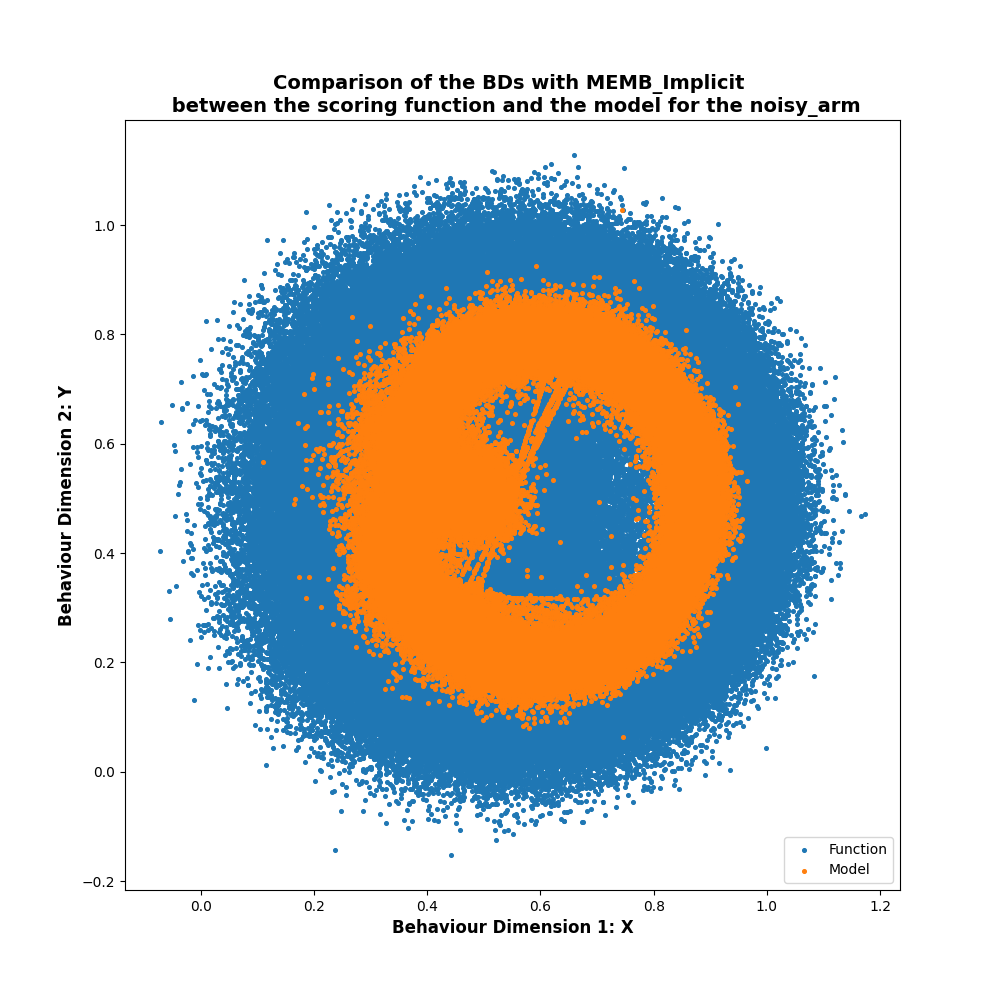 Comparison of the BDs with MEMB_Implicit
between the scoring function and the model for the noisy_arm
Behaviour Dimension 2: Y
1.0
0.8
0.6
0.4
0.2
0.0
−0.2
0.0 0.2 0.4 0.6 0.8 1.0 1.2
Behaviour Dimension 1: X
Function
Model